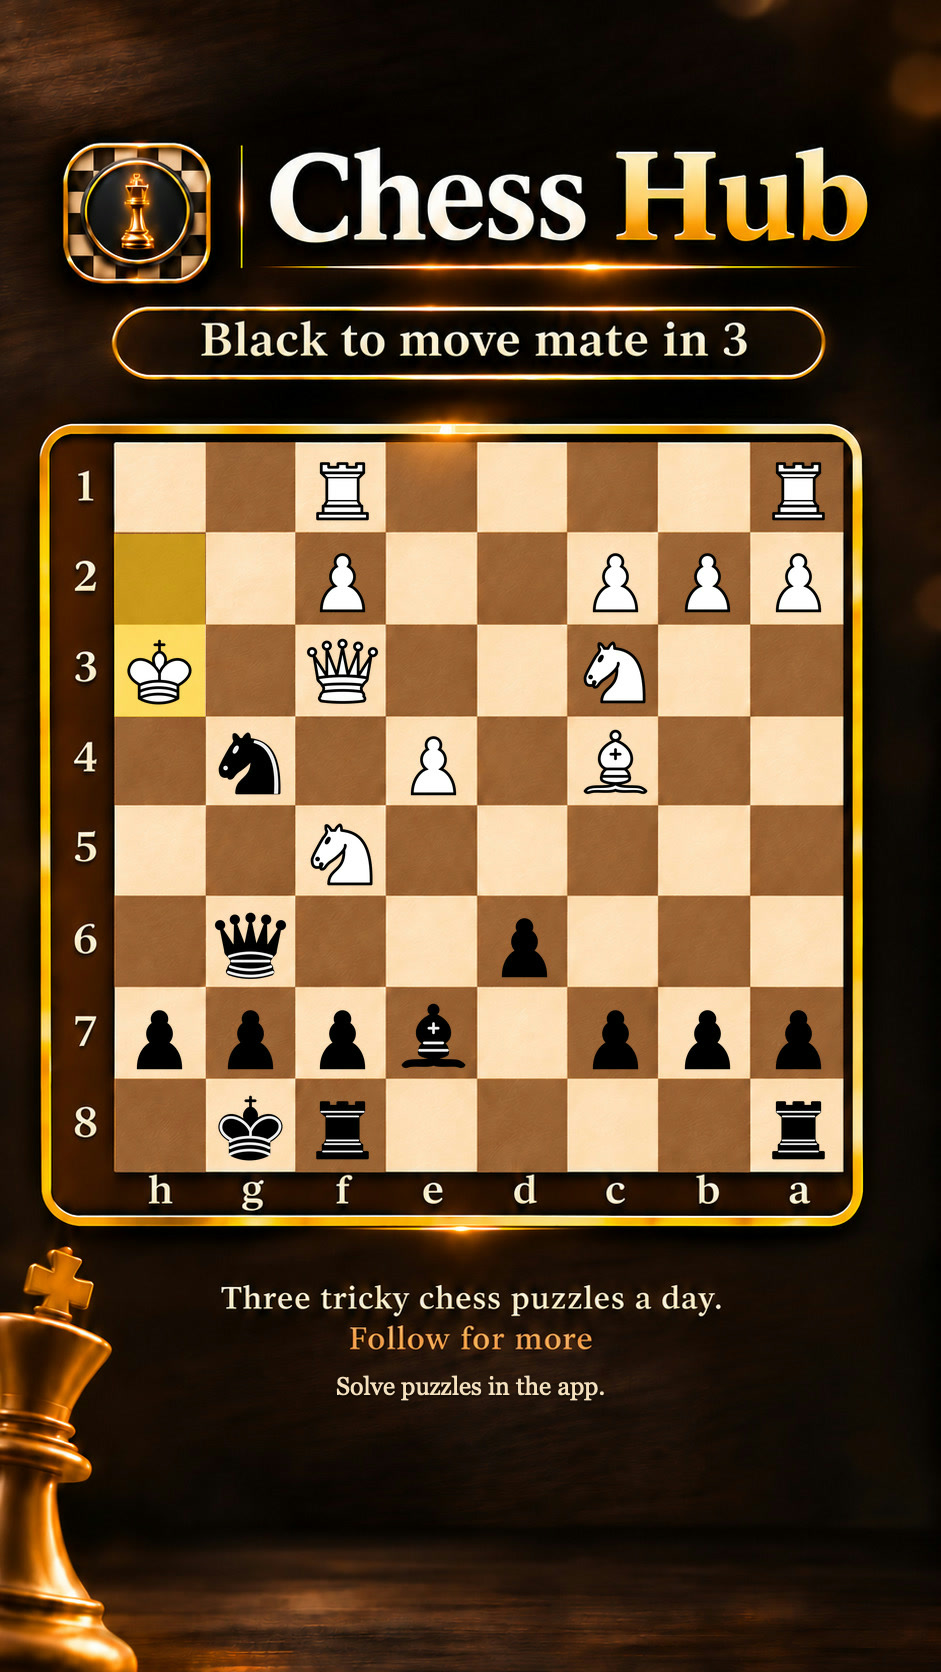 Chess Hub
Black to move mate in 3
1
2
3
4
5
6
7
8
h g f e d c b a
Three tricky chess puzzles a day.
Follow for more
Solve puzzles in the app.